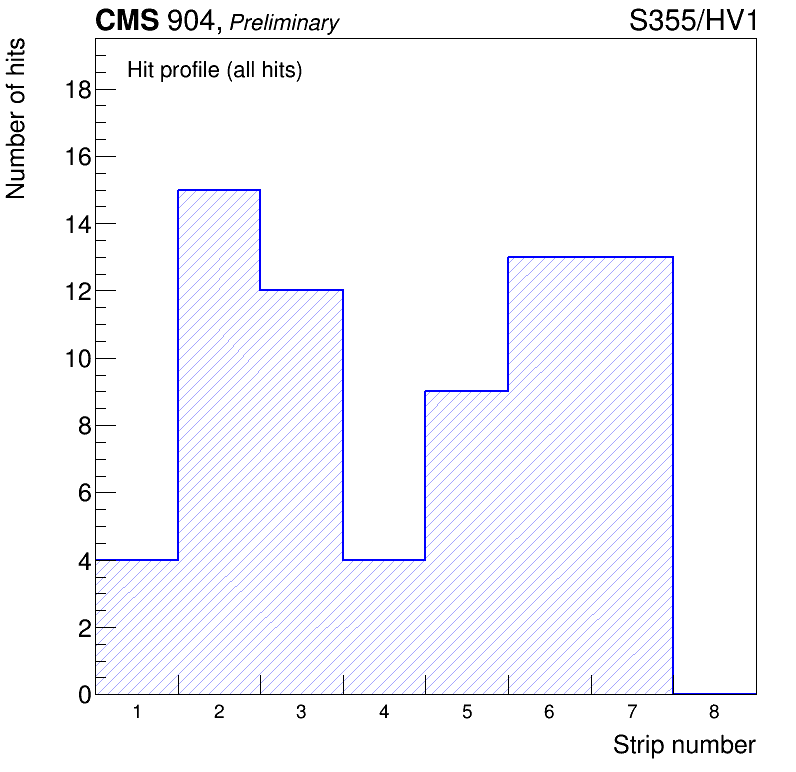 CMS 904, Preliminary
S355/HV1
Number of hits
Hit profile (all hits)
18
16
14
12
10
8
6
4
2
0
1 2 3 4 5 6 7 8
Strip number